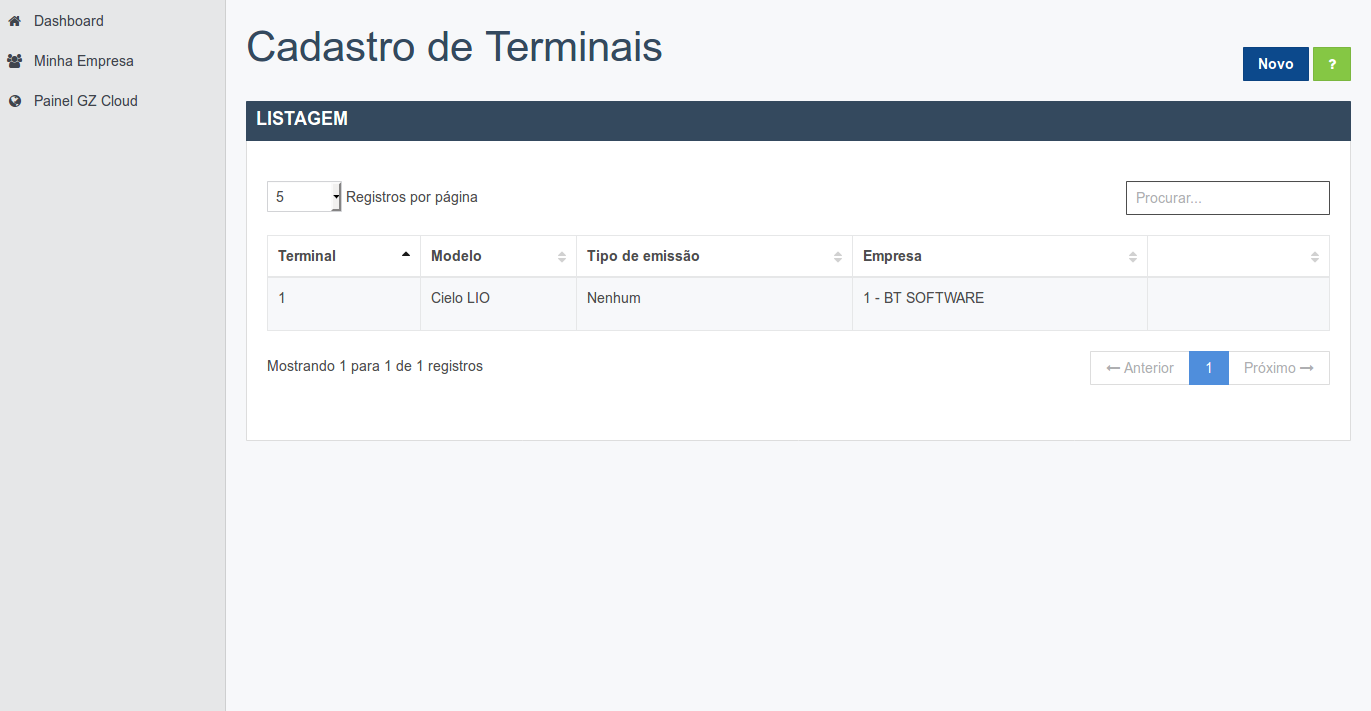 Dashboard
Minha Empresa
Painel GZ Cloud
Cadastro de Terminais
Novo ?
LISTAGEM
5 Registros por página
Procurar...
Terminal Modelo Tipo de emissão Empresa
1 Cielo LIO Nenhum 1 - BT SOFTWARE
Mostrando 1 para 1 de 1 registros
← Anterior 1 Próximo →